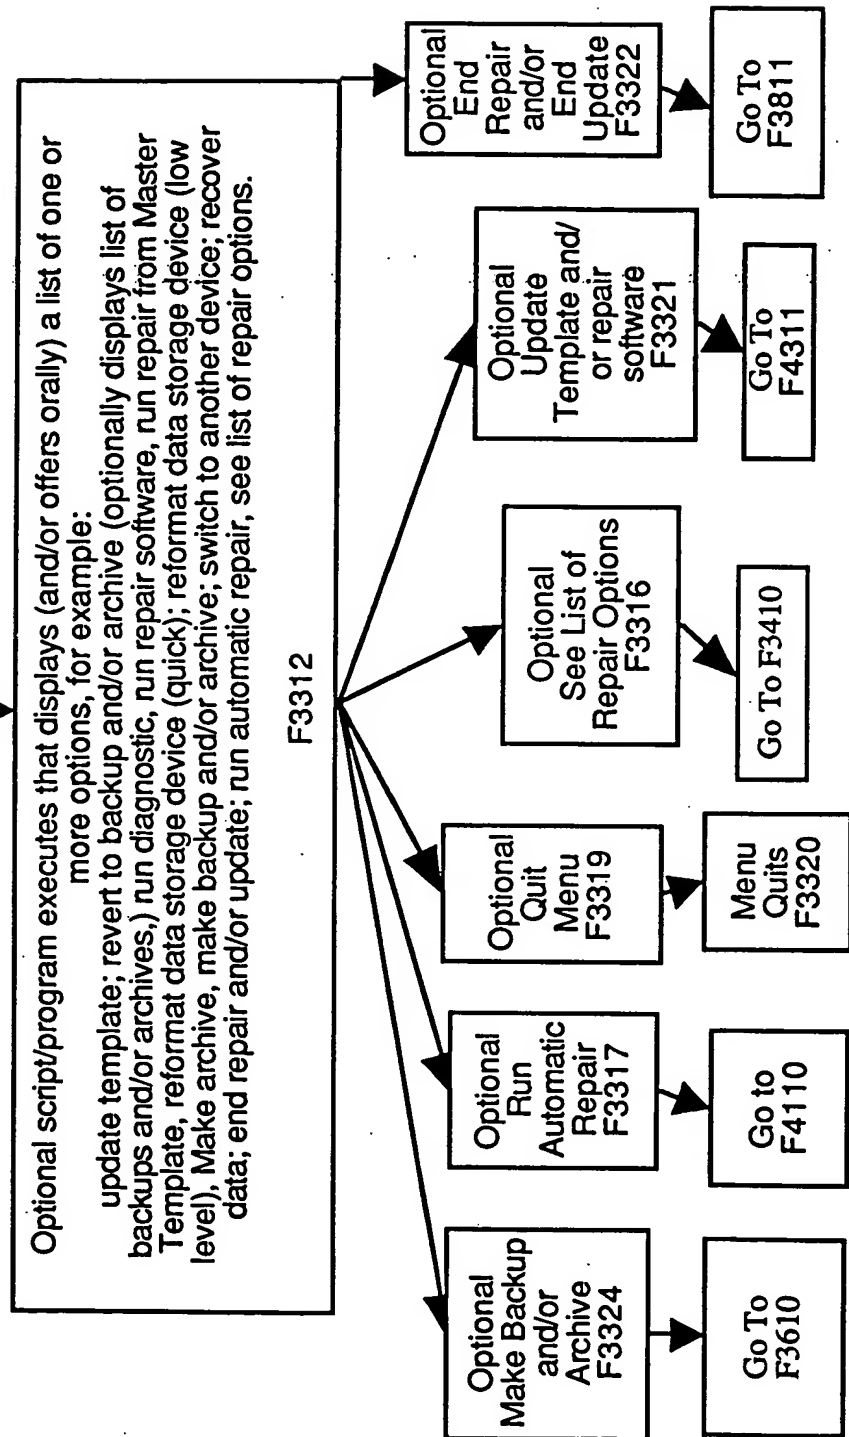 Optional script/program executes that displays (and/or offers orally) a list of one or
more options, for example:
update template; revert to backup and/or archive (optionally displays list of
backups and/or archives,) run diagnostic, run repair software, run repair from Master
Template, reformat data storage device (quick); reformat data storage device (low
level), Make archive, make backup and/or archive; switch to another device; recover
data; end repair and/or update; run automatic repair, see list of repair options.
F3312
Optional
Make Backup
and/or
Archive
F3324
Go To
F3610
Optional
Run
Automatic
Repair
F3317
Go to
F4110
Optional
Quit
Menu
F3319
Menu
Quits
F3320
Optional
See List of
Repair Options
F3316
Go To F3410
Optional
Update
Template and/
or repair
software
F3321
Go To
F4311
Optional
End
Repair
and/or
End
Update
F3322
Go To
F3811